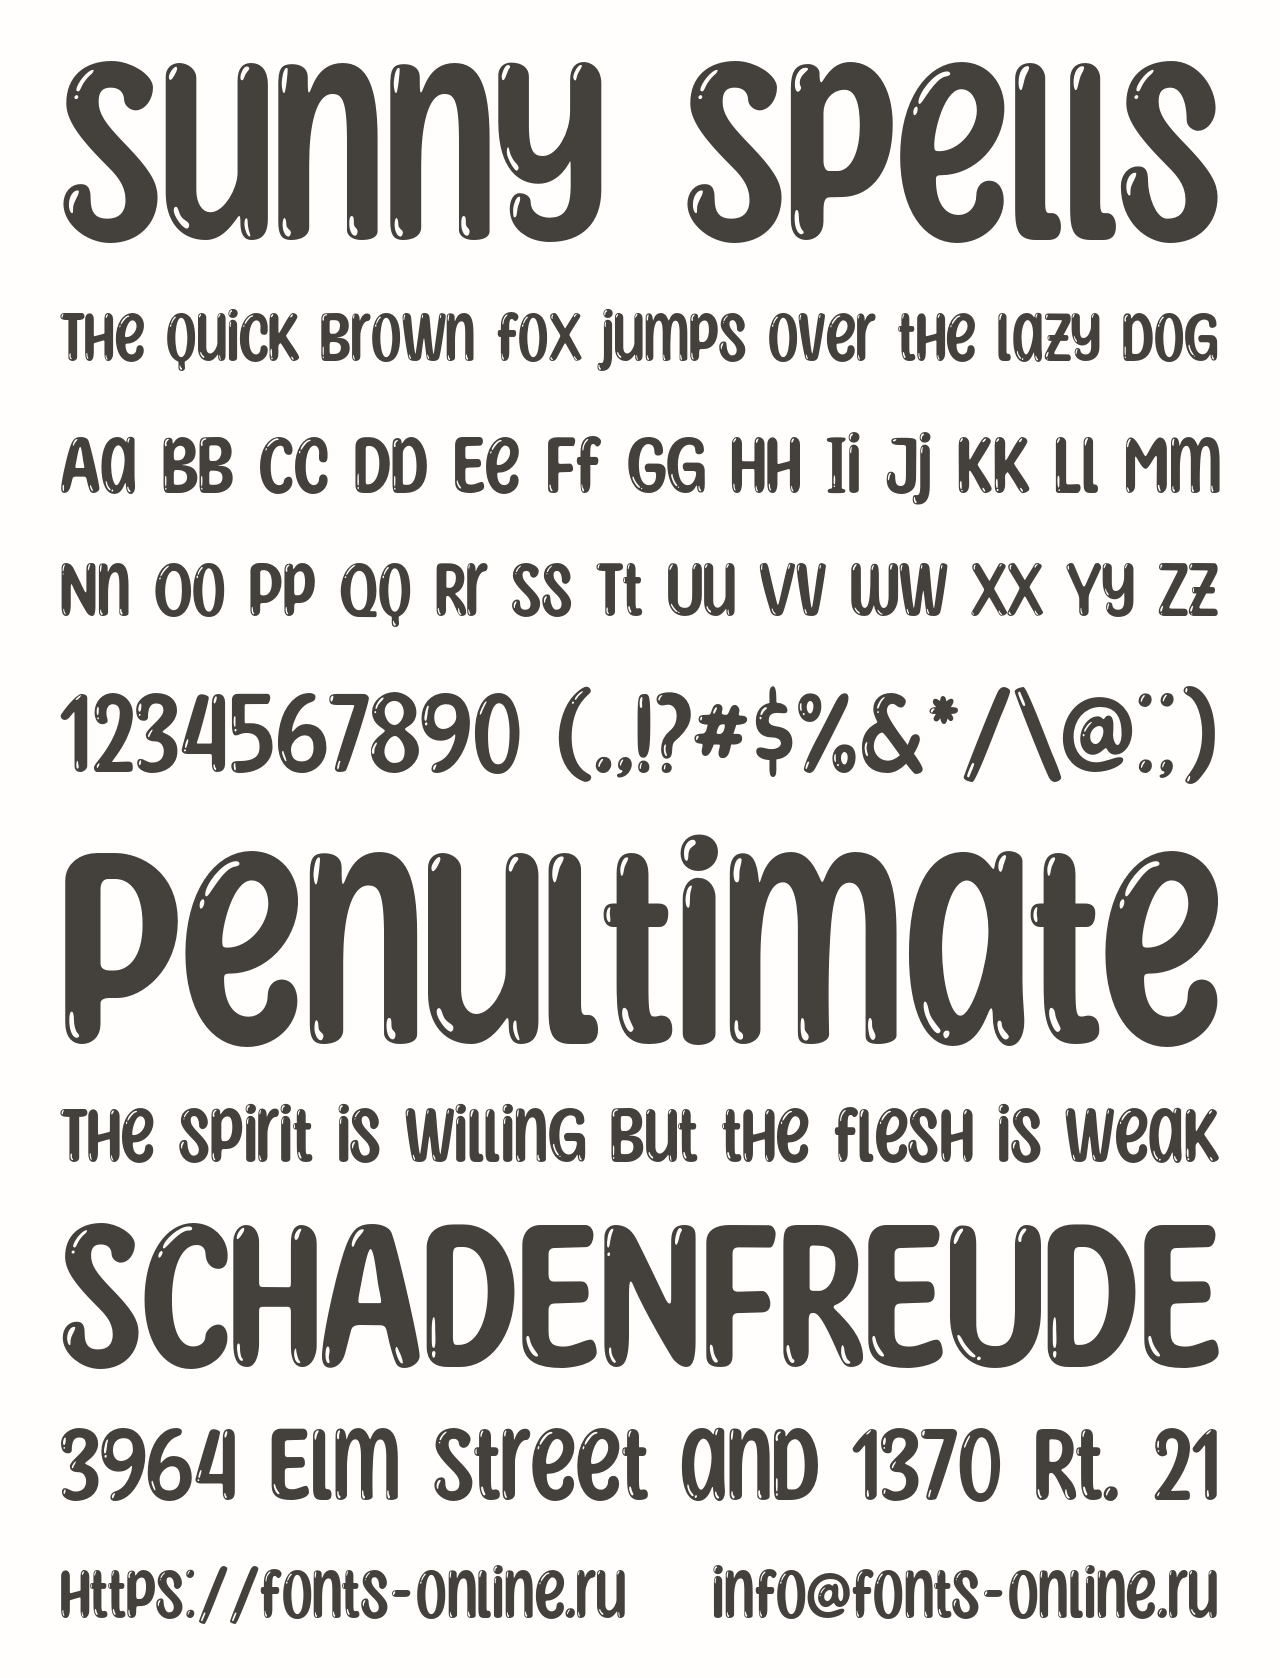 sunny spells
The quick brown fox jumps over the lazy dog
Aa Bb Cc Dd Ee Ff Gg Hh Ii Jj Kk Ll Mm
Nn Oo Pp Qq Rr Ss Tt Uu Vv Ww Xx Yy Zz
1234567890 (.,!?#$%&*/\@:;)
Penultimate
The spirit is willing but the flesh is weak
SCHADENFREUDE
3964 Elm Street and 1370 Rt. 21
https://fonts-online.ru info@fonts-online.ru